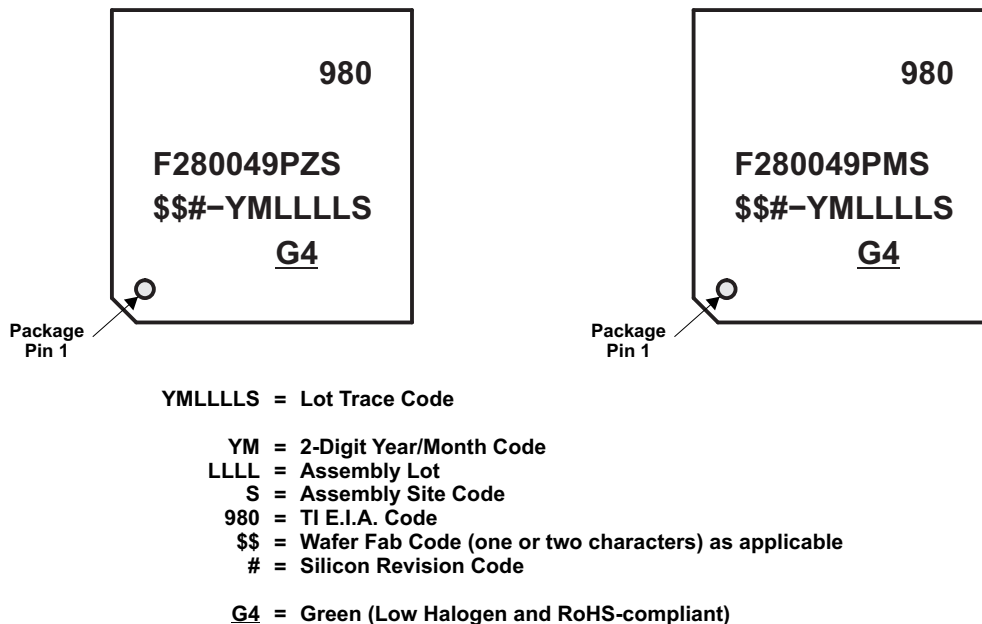 980
F280049PZS
$$#−YMLLLLS
G4
Package
Pin 1
980
F280049PMS
$$#−YMLLLLS
G4
Package
Pin 1
YMLLLLS = Lot Trace Code
YM = 2-Digit Year/Month Code
LLLL = Assembly Lot
S = Assembly Site Code
980 = TI E.I.A. Code
$$ = Wafer Fab Code (one or two characters) as applicable
# = Silicon Revision Code
G4 = Green (Low Halogen and RoHS-compliant)